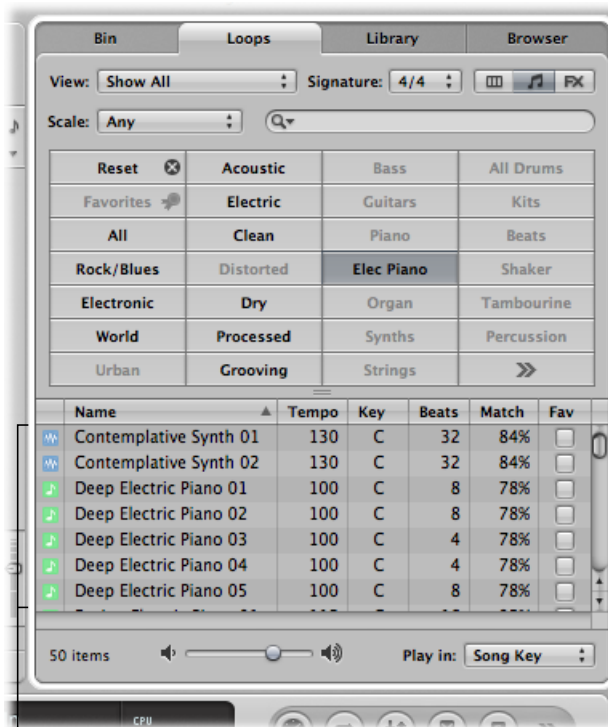 Bin Loops Library Browser
View: Show All Signature: 4/4 FX
Scale: Any
Reset Acoustic Bass All Drums
Favorites Electric Guitars Kits
All Clean Piano Beats
Rock/Blues Distorted Elec Piano Shaker
Electronic Dry Organ Tambourine
World Processed Synths Percussion
Urban Grooving Strings
Name Tempo Key Beats Match Fav
Contemplative Synth 01 130 C 32 84%
Contemplative Synth 02 130 C 32 84%
Deep Electric Piano 01 100 C 8 78%
Deep Electric Piano 02 100 C 8 78%
Deep Electric Piano 03 100 C 4 78%
Deep Electric Piano 04 100 C 4 78%
Deep Electric Piano 05 100 C 8 78%
50 items Play in: Song Key
CPU